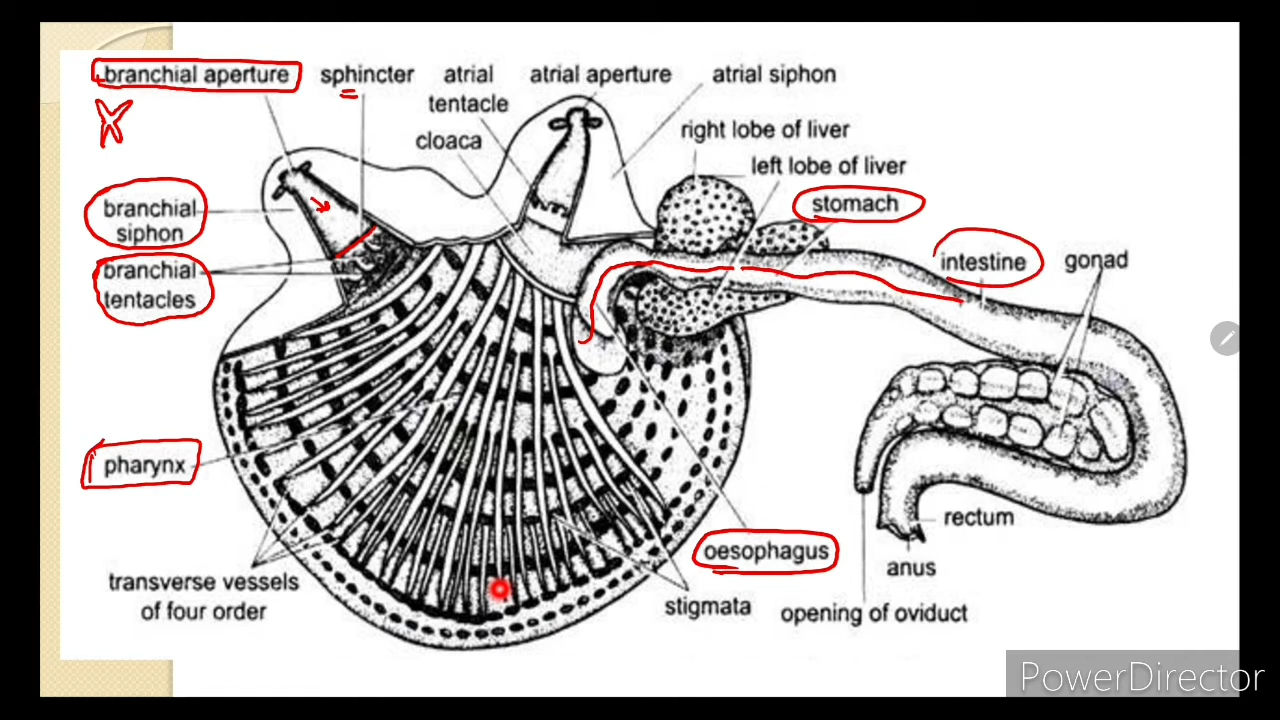 branchial aperture
sphincter
atrial
tentacle
atrial aperture
atrial siphon
cloaca
right lobe of liver
left lobe of liver
stomach
branchial
siphon
branchial
tentacles
intestine
gonad
pharynx
rectum
oesophagus
anus
transverse vessels
of four order
stigmata
opening of oviduct
PowerDirector